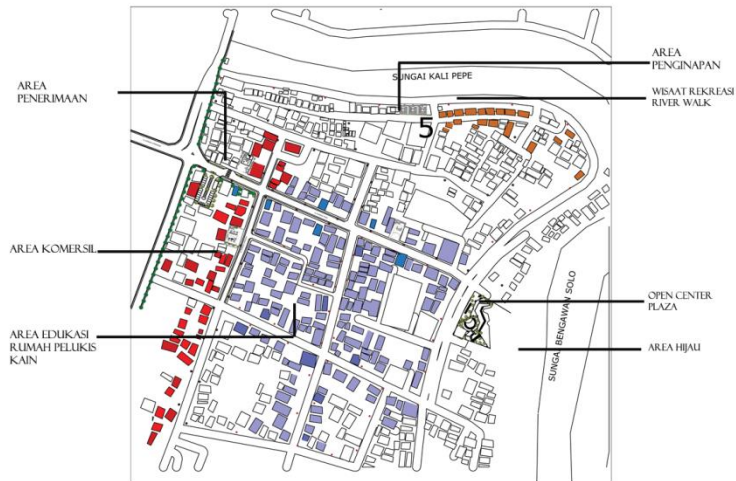 AREA
PENERIMAAN
AREA KOMERSIL
AREA EDUKASI
RUMAH PELUKIS
KAIN
SUNGAI KALI PEPE
5
AREA
PENGINAPAN
WISAAT REKREASI
RIVER WALK
OPEN CENTER
PLAZA
AREA HIJAU
SUNGAI BENGAWAN SOLO